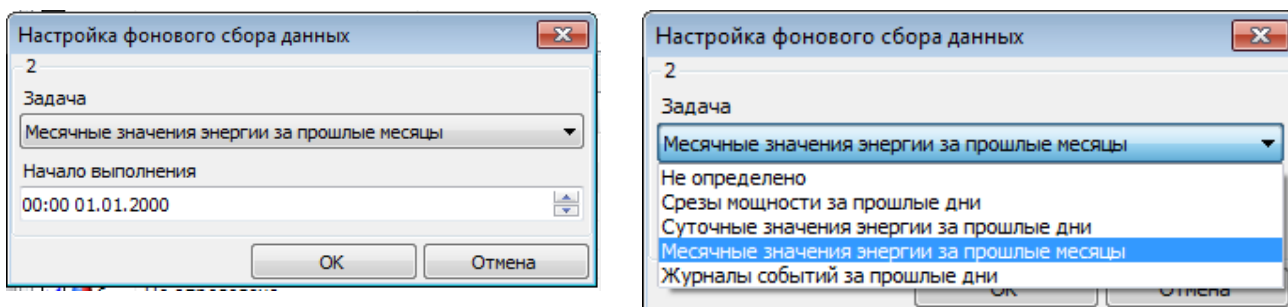 Настройка фонового сбора данных
2
Задача
Месячные значения энергии за прошлые месяцы
Начало выполнения
00:00 01.01.2000
OK
Отмена
Настройка фонового сбора данных
2
Задача
Месячные значения энергии за прошлые месяцы
Не определено
Срезы мощности за прошлые дни
Суточные значения энергии за прошлые дни
Месячные значения энергии за прошлые месяцы
Журналы событий за прошлые дни
OK
Отмена